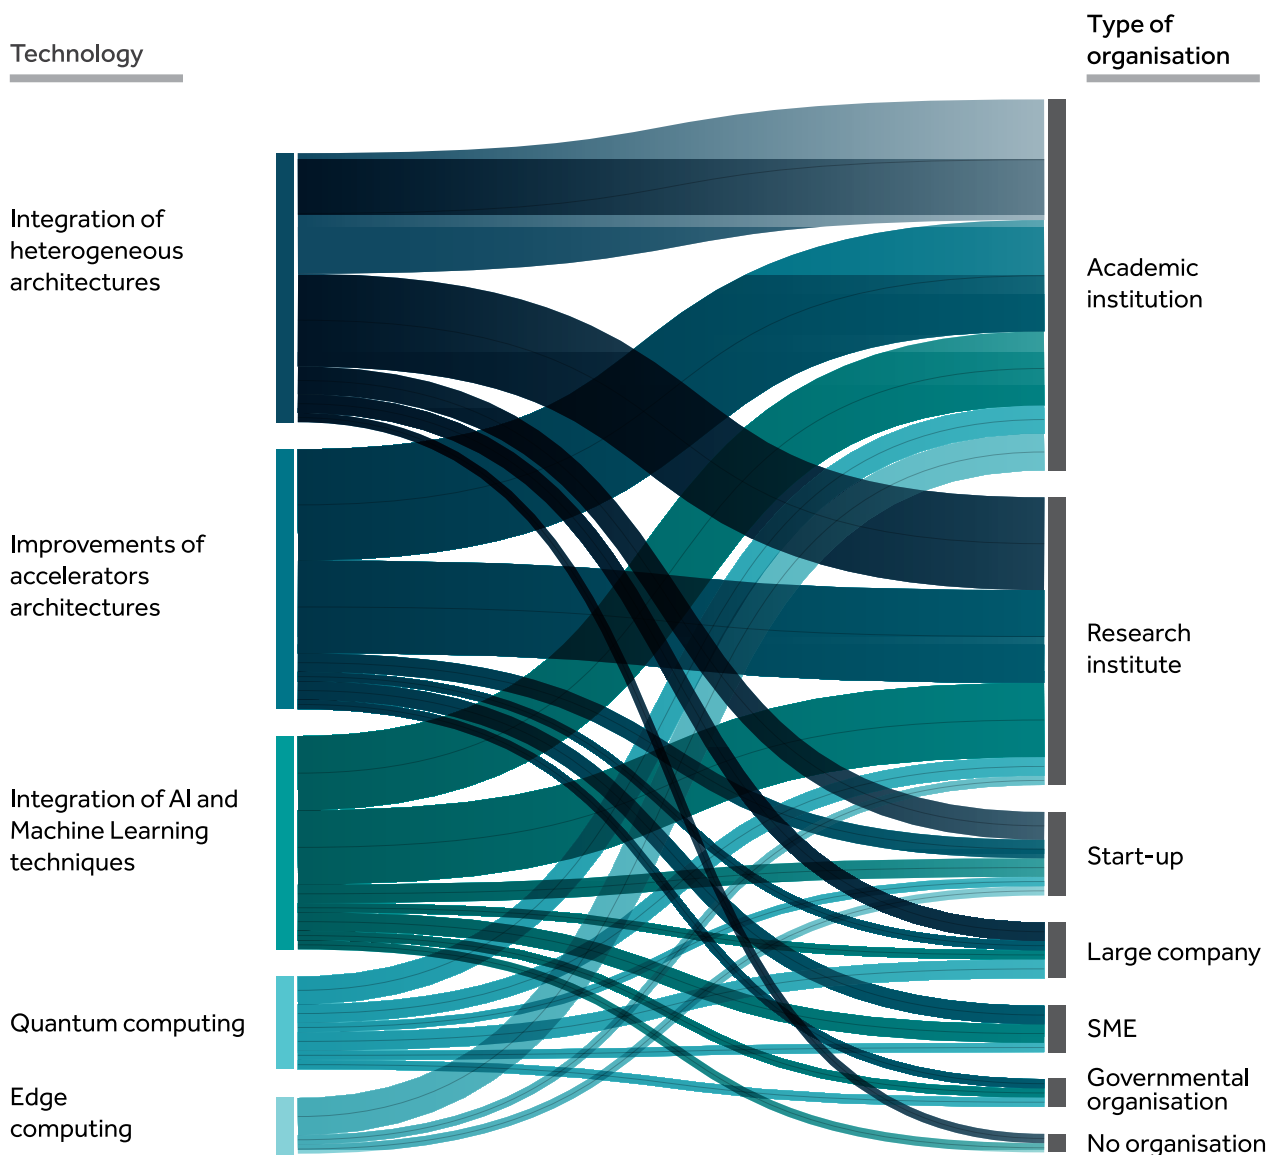 Technology
Type of
organisation
Integration of
heterogeneous
architectures
Improvements of
accelerators
architectures
Integration of AI and
Machine Learning
techniques
Quantum computing
Edge
computing
Academic
institution
Research
institute
Start-up
Large company
SME
Governmental
organisation
No organisation